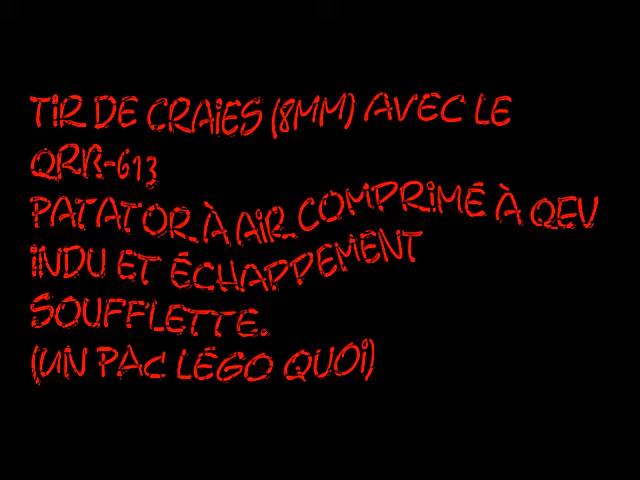 TIR DE CRAIES (8MM) AVEC LE
QRR-613
PATATOR À AIR COMPRIMÉ À QEV
INDU ET ÉCHAPPEMENT
SOUFFLETTE.
(UN PAC LÉGO QUOI)